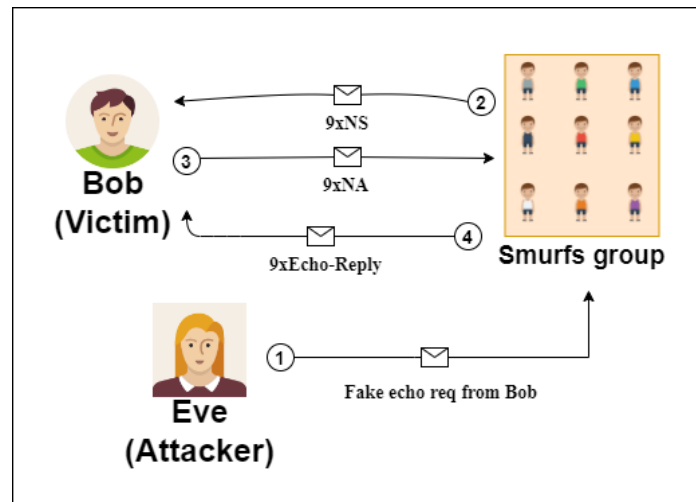 2
9xNS
3
9xNA
Bob
(Victim)
4
9xEcho-Reply
Smurfs group
1
Fake echo req from Bob
Eve
(Attacker)